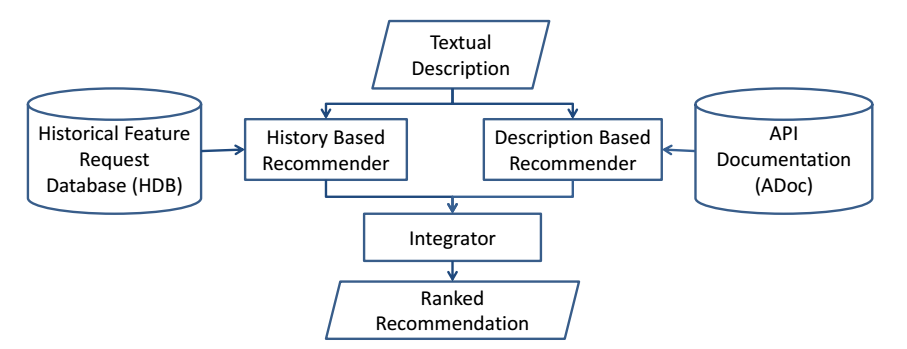 Textual
Description
Historical Feature
Request
Database (HDB)
History Based
Recommender
Description Based
Recommender
API
Documentation
(ADoc)
Integrator
Ranked
Recommendation